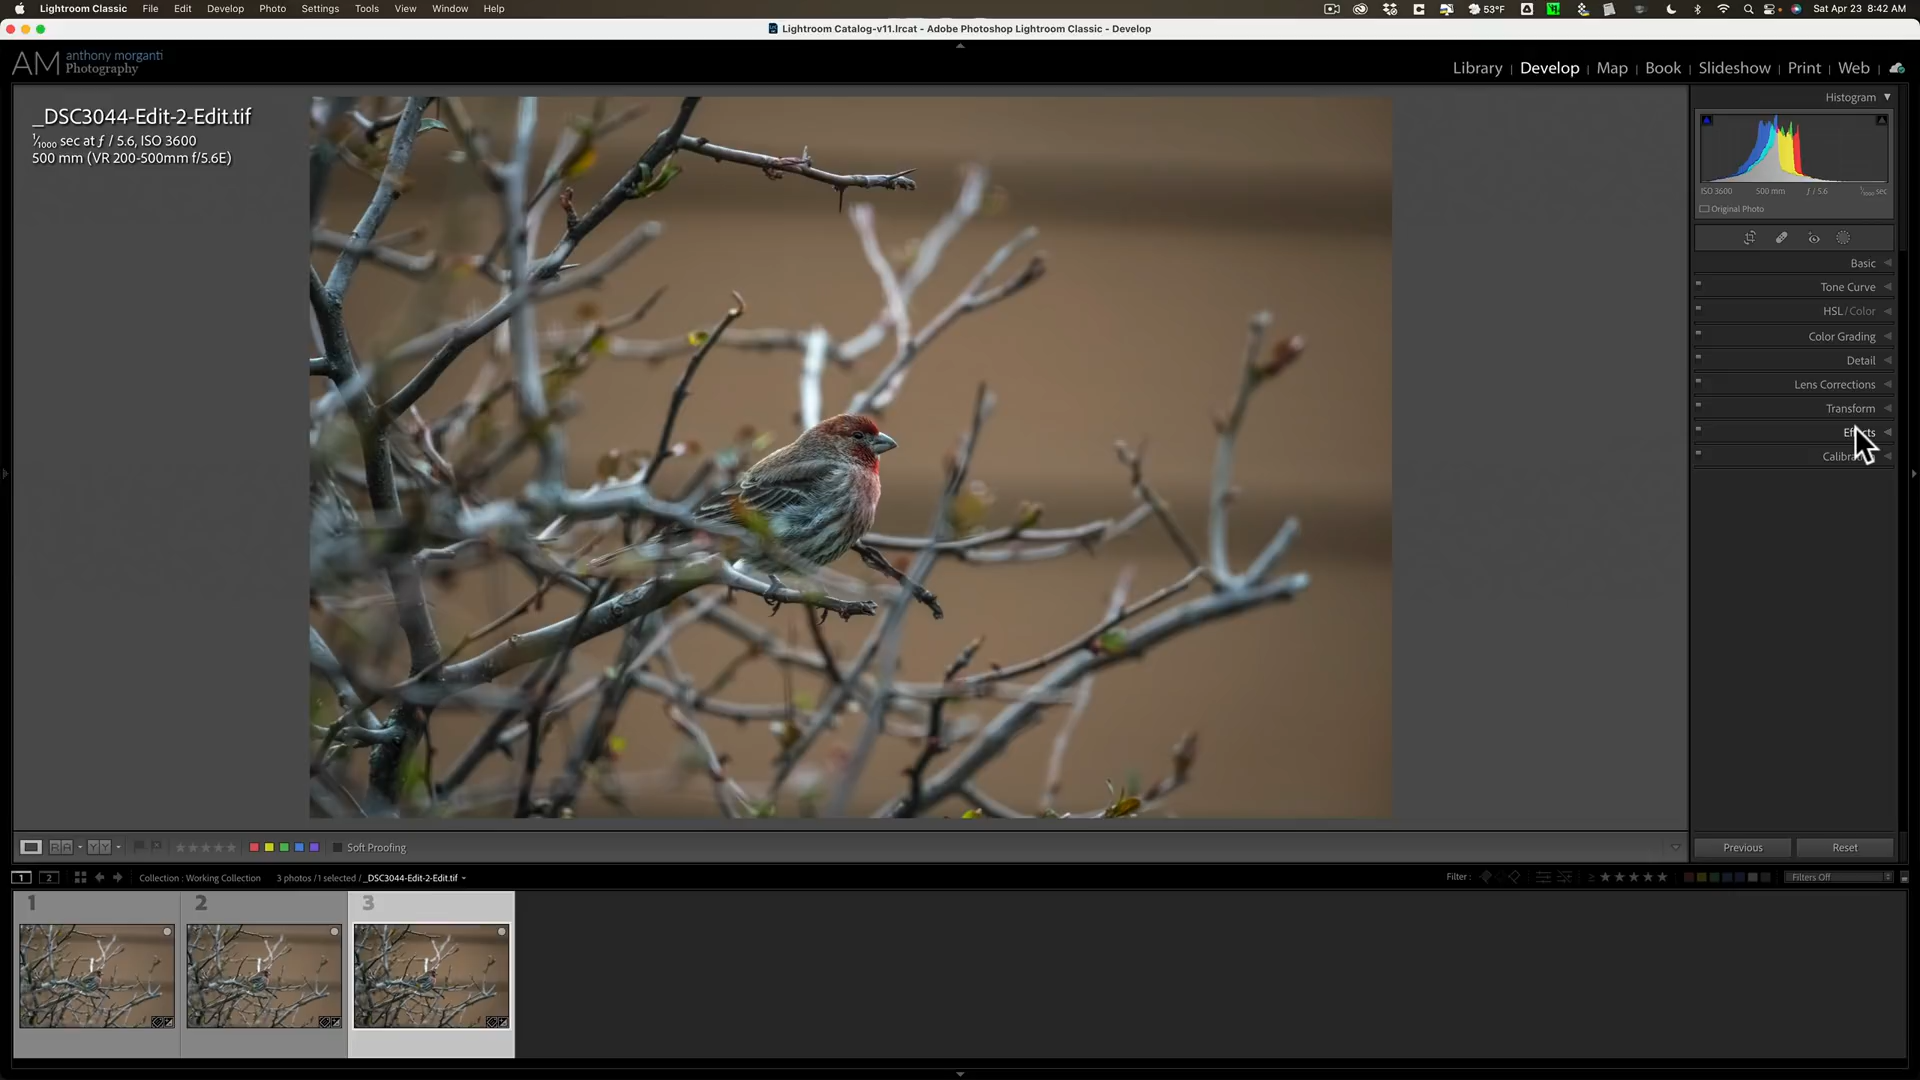 Lightroom Classic File Edit Develop Photo Settings Tools View Window Help 53°F Sat Apr 23 8:42 AM
Lightroom Catalog-v11.lrcat - Adobe Photoshop Lightroom Classic - Develop
AM anthony morganti
Photography
Library | Develop | Map | Book | Slideshow | Print | Web
_DSC3044-Edit-2-Edit.tif
1/1000 sec at ƒ / 5.6, ISO 3600
500 mm (VR 200-500mm f/5.6E)
Histogram
ISO 3600 500 mm ƒ / 5.6 1/1000 sec
Original Photo
Basic
Tone Curve
HSL / Color
Color Grading
Detail
Lens Corrections
Transform
Soft Proofing
Previous Reset
1 2 Collection : Working Collection 3 photos / 1 selected / _DSC3044-Edit-2-Edit.tif Filter : ≥ ★★★★★ Filters Off
1 2 3